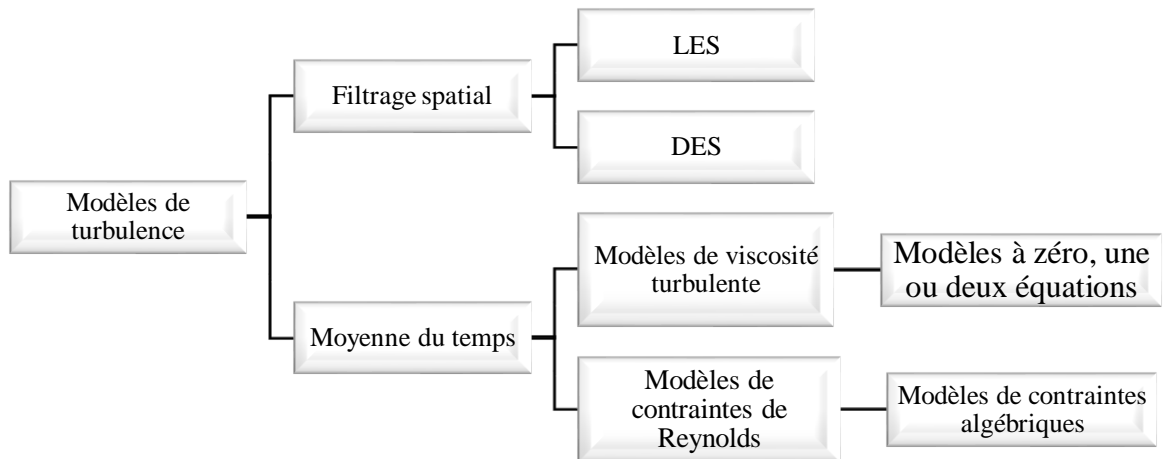 LES
Filtrage spatial
DES
Modèles de
turbulence
Modèles de viscosité
turbulente
Modèles à zéro, une
ou deux équations
Moyenne du temps
Modèles de
contraintes de
Reynolds
Modèles de contraintes
algébriques